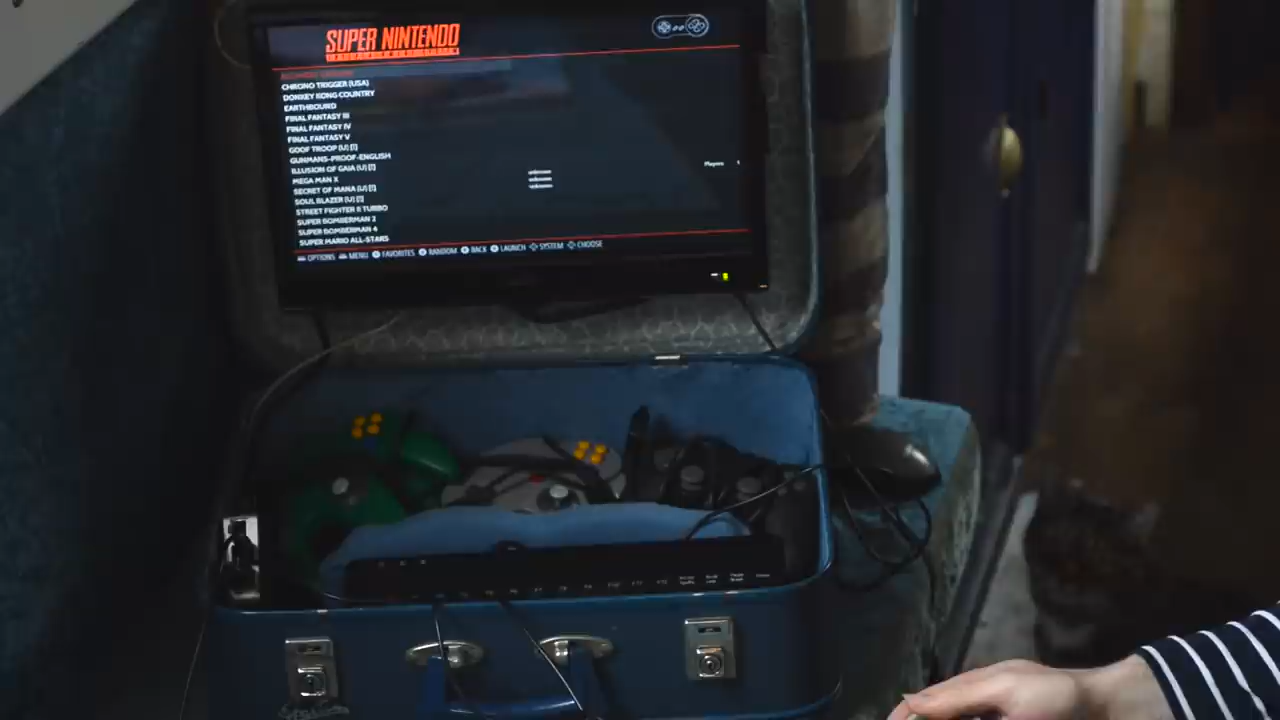 SUPER NINTENDO
CHRONO TRIGGER (USA)
DONKEY KONG COUNTRY
EARTHBOUND
FINAL FANTASY III
FINAL FANTASY IV
FINAL FANTASY V
GOOF TROOP (U) [!]
GUNMANS-PROOF-ENGLISH
ILLUSION OF GAIA (U) [!]
MEGA MAN X
SECRET OF MANA (U) [!]
SOUL BLAZER (U) [!]
STREET FIGHTER II TURBO
SUPER BOMBERMAN 2
SUPER BOMBERMAN 4
SUPER MARIO ALL-STARS
Players 1
OPTIONS MENU FAVORITES RANDOM BACK LAUNCH SYSTEM CHOOSE